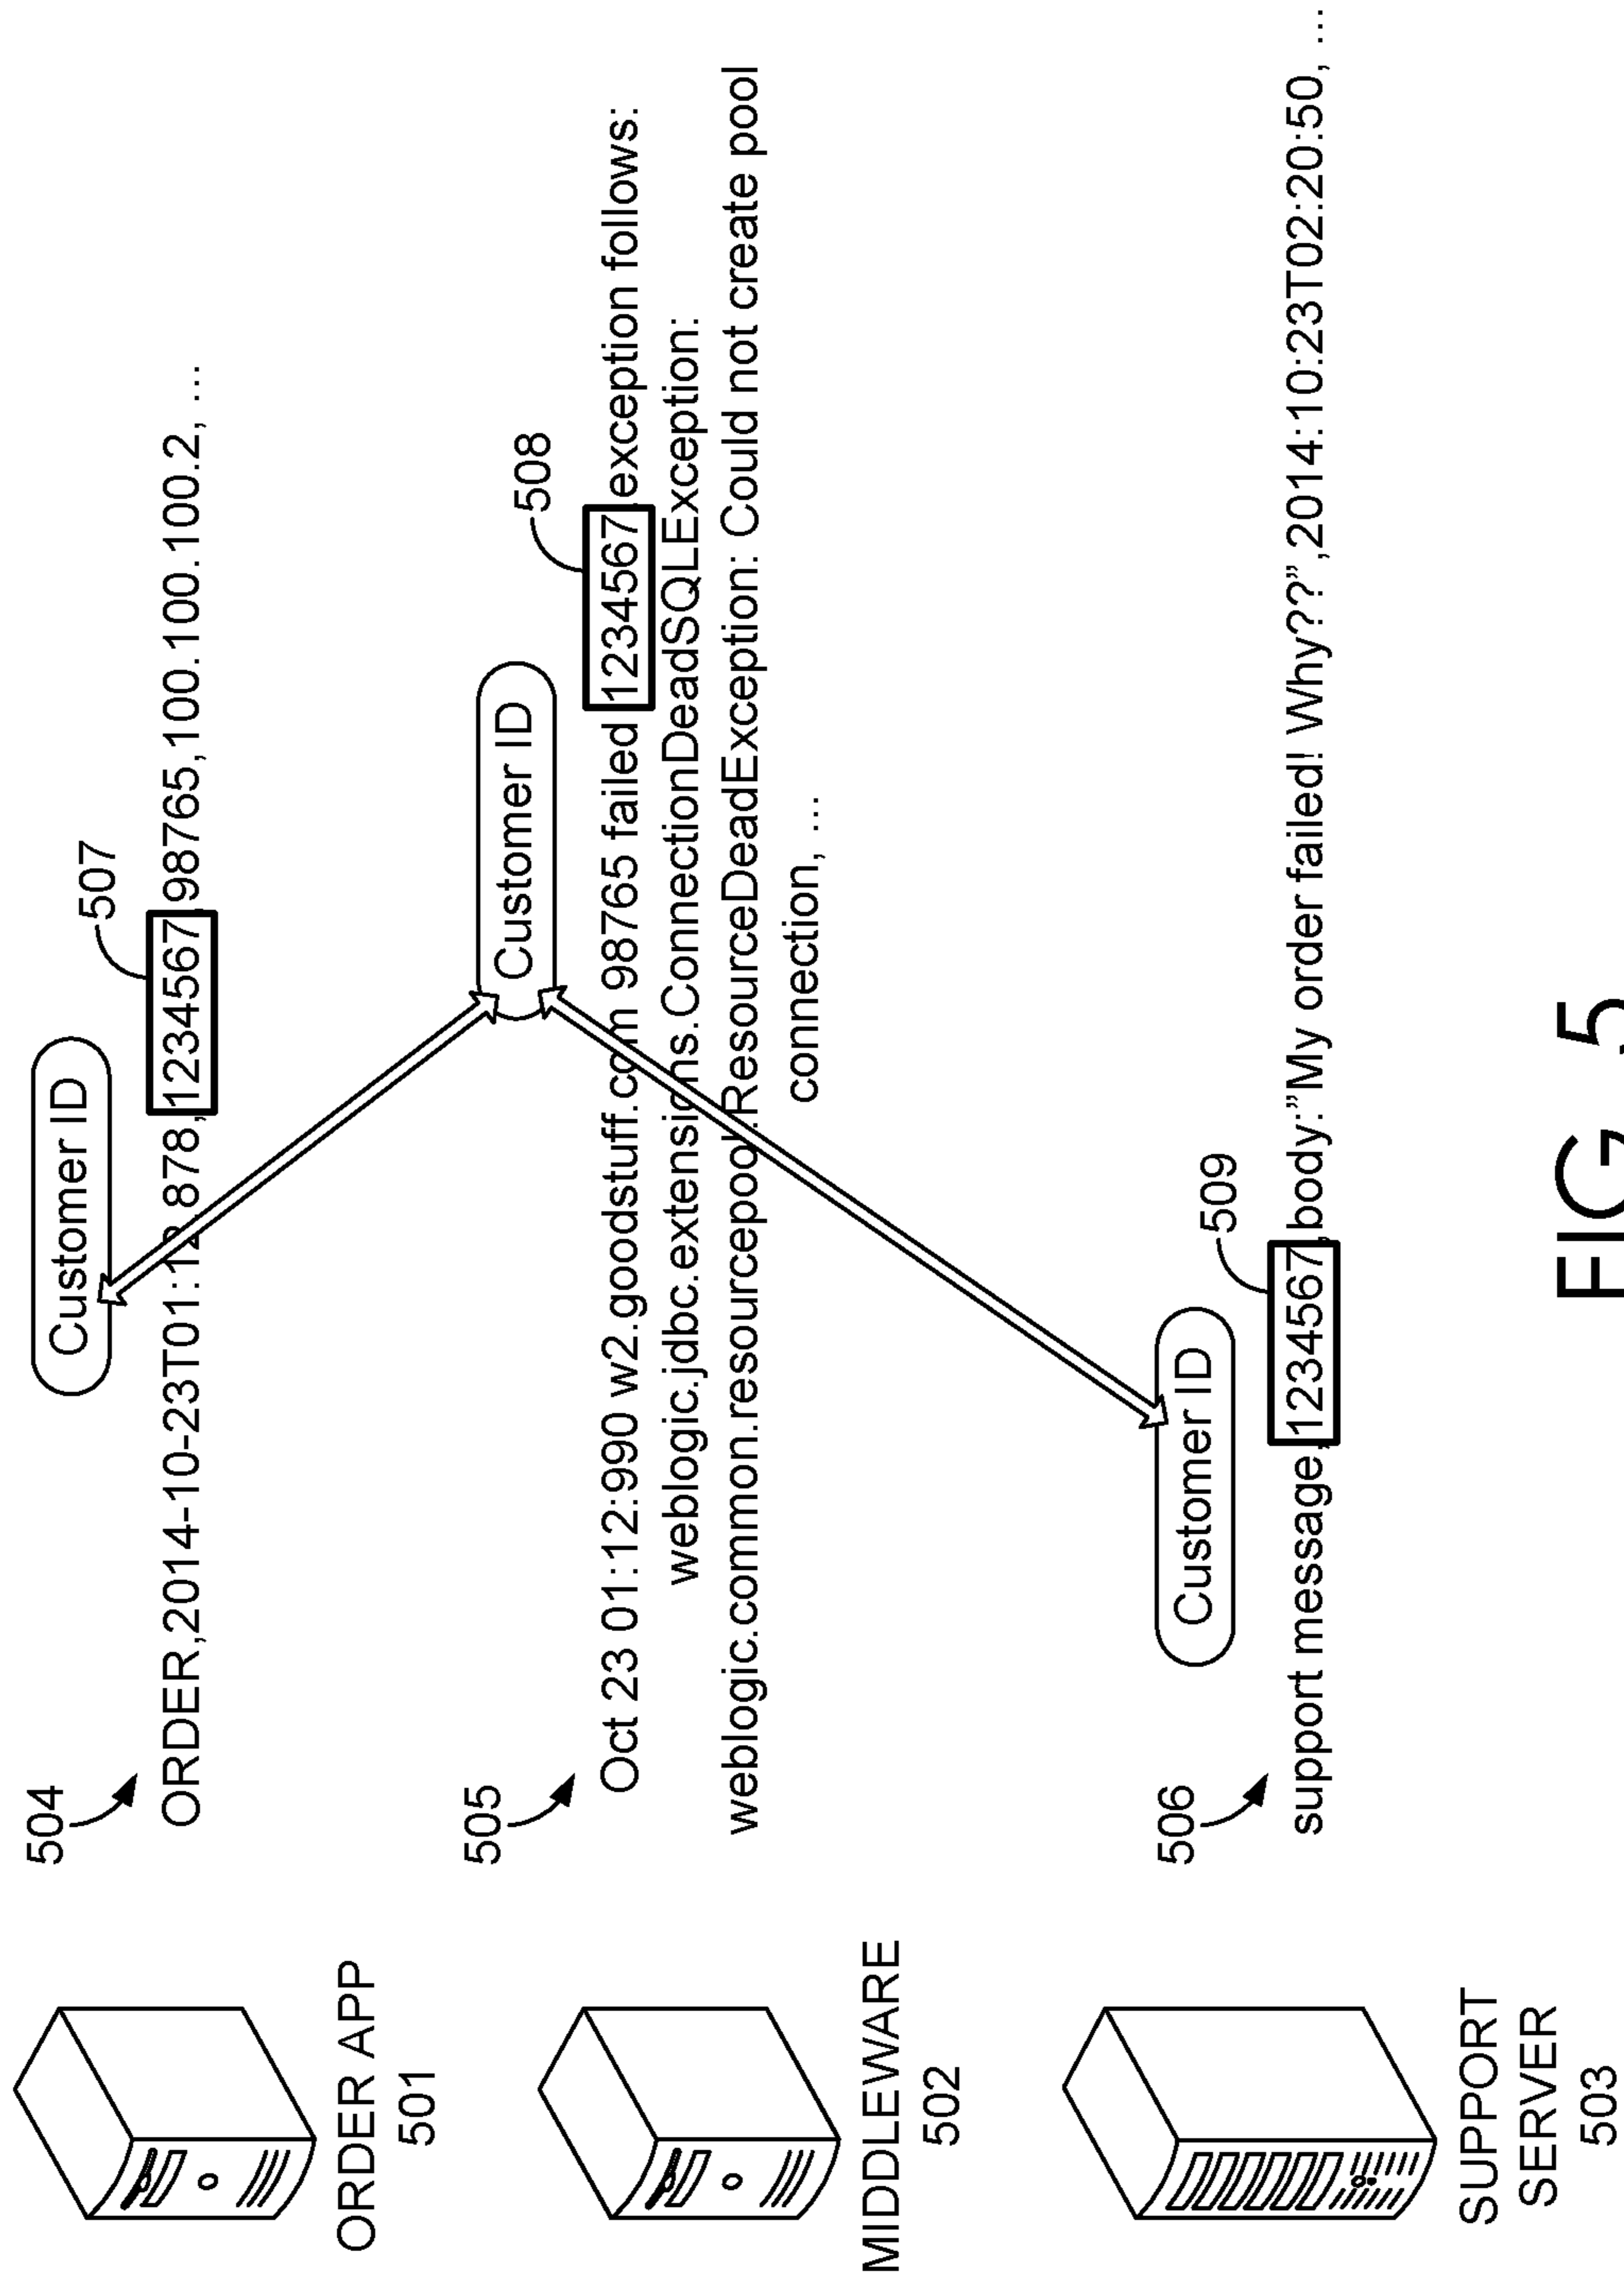 504
Customer ID
507
ORDER,2014-10-23T01:12.878,1234567,98765,100.100.100.2, ...
ORDER APP
501
505
Customer ID
508
Oct 23 01:12:990 w2.goodstuff.com 98765 failed 1234567 exception follows:
weblogic.jdbc.extensions.ConnectionDeadSQLException:
weblogic.common.resourcepool.ResourceDeadException: Could not create pool
connection, ...
MIDDLEWARE
502
506
Customer ID
509
support message,1234567,body:"My order failed! Why??",2014:10:23T02:20:50, ...
SUPPORT
SERVER
503
FIG. 5